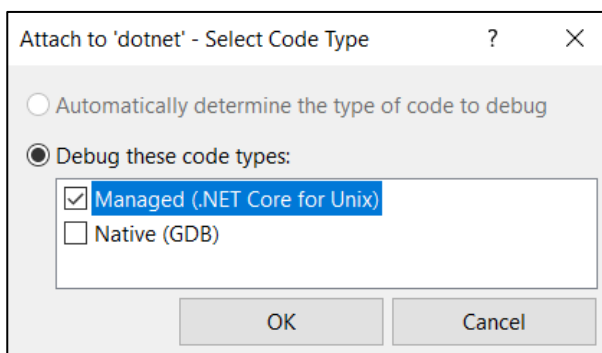 Attach to 'dotnet' - Select Code Type ?
Automatically determine the type of code to debug
Debug these code types:
Managed (.NET Core for Unix)
Native (GDB)
OK Cancel